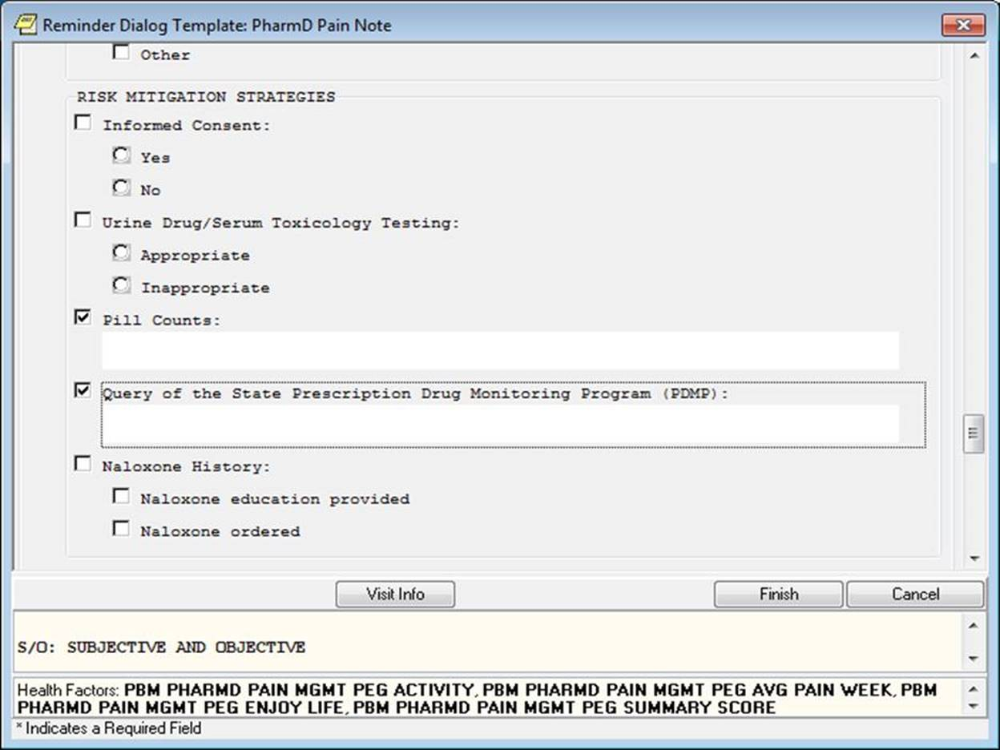 Reminder Dialog Template: PharmD Pain Note
Other
RISK MITIGATION STRATEGIES
Informed Consent:
Yes
No
Urine Drug/Serum Toxicology Testing:
Appropriate
Inappropriate
Pill Counts:
Query of the State Prescription Drug Monitoring Program (PDMP):
Naloxone History:
Naloxone education provided
Naloxone ordered
Visit Info
Finish
Cancel
S/O: SUBJECTIVE AND OBJECTIVE
Health Factors: PBM PHARMD PAIN MGMT PEG ACTIVITY, PBM PHARMD PAIN MGMT PEG AVG PAIN WEEK, PBM
PHARMD PAIN MGMT PEG ENJOY LIFE, PBM PHARMD PAIN MGMT PEG SUMMARY SCORE
* Indicates a Required Field